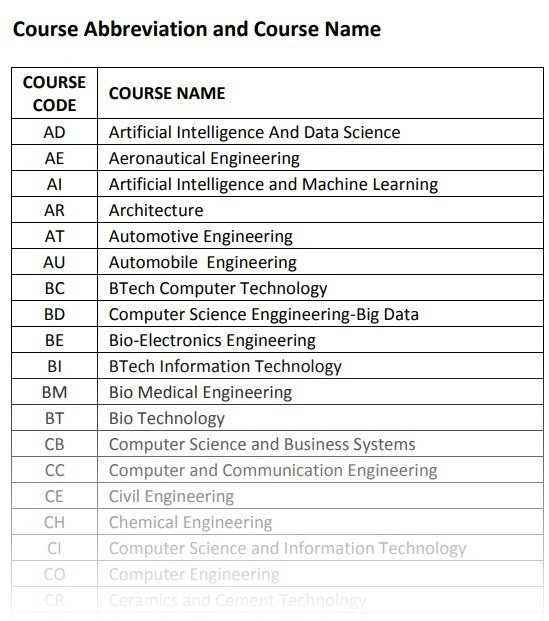 Course Abbreviation and Course Name
COURSE CODE COURSE NAME
AD Artificial Intelligence And Data Science
AE Aeronautical Engineering
AI Artificial Intelligence and Machine Learning
AR Architecture
AT Automotive Engineering
AU Automobile Engineering
BC BTech Computer Technology
BD Computer Science Enggineering-Big Data
BE Bio-Electronics Engineering
BI BTech Information Technology
BM Bio Medical Engineering
BT Bio Technology
CB Computer Science and Business Systems
CC Computer and Communication Engineering
CE Civil Engineering
CH Chemical Engineering
CI Computer Science and Information Technology
CO Computer Engineering
CR Ceramics and Cement Technology